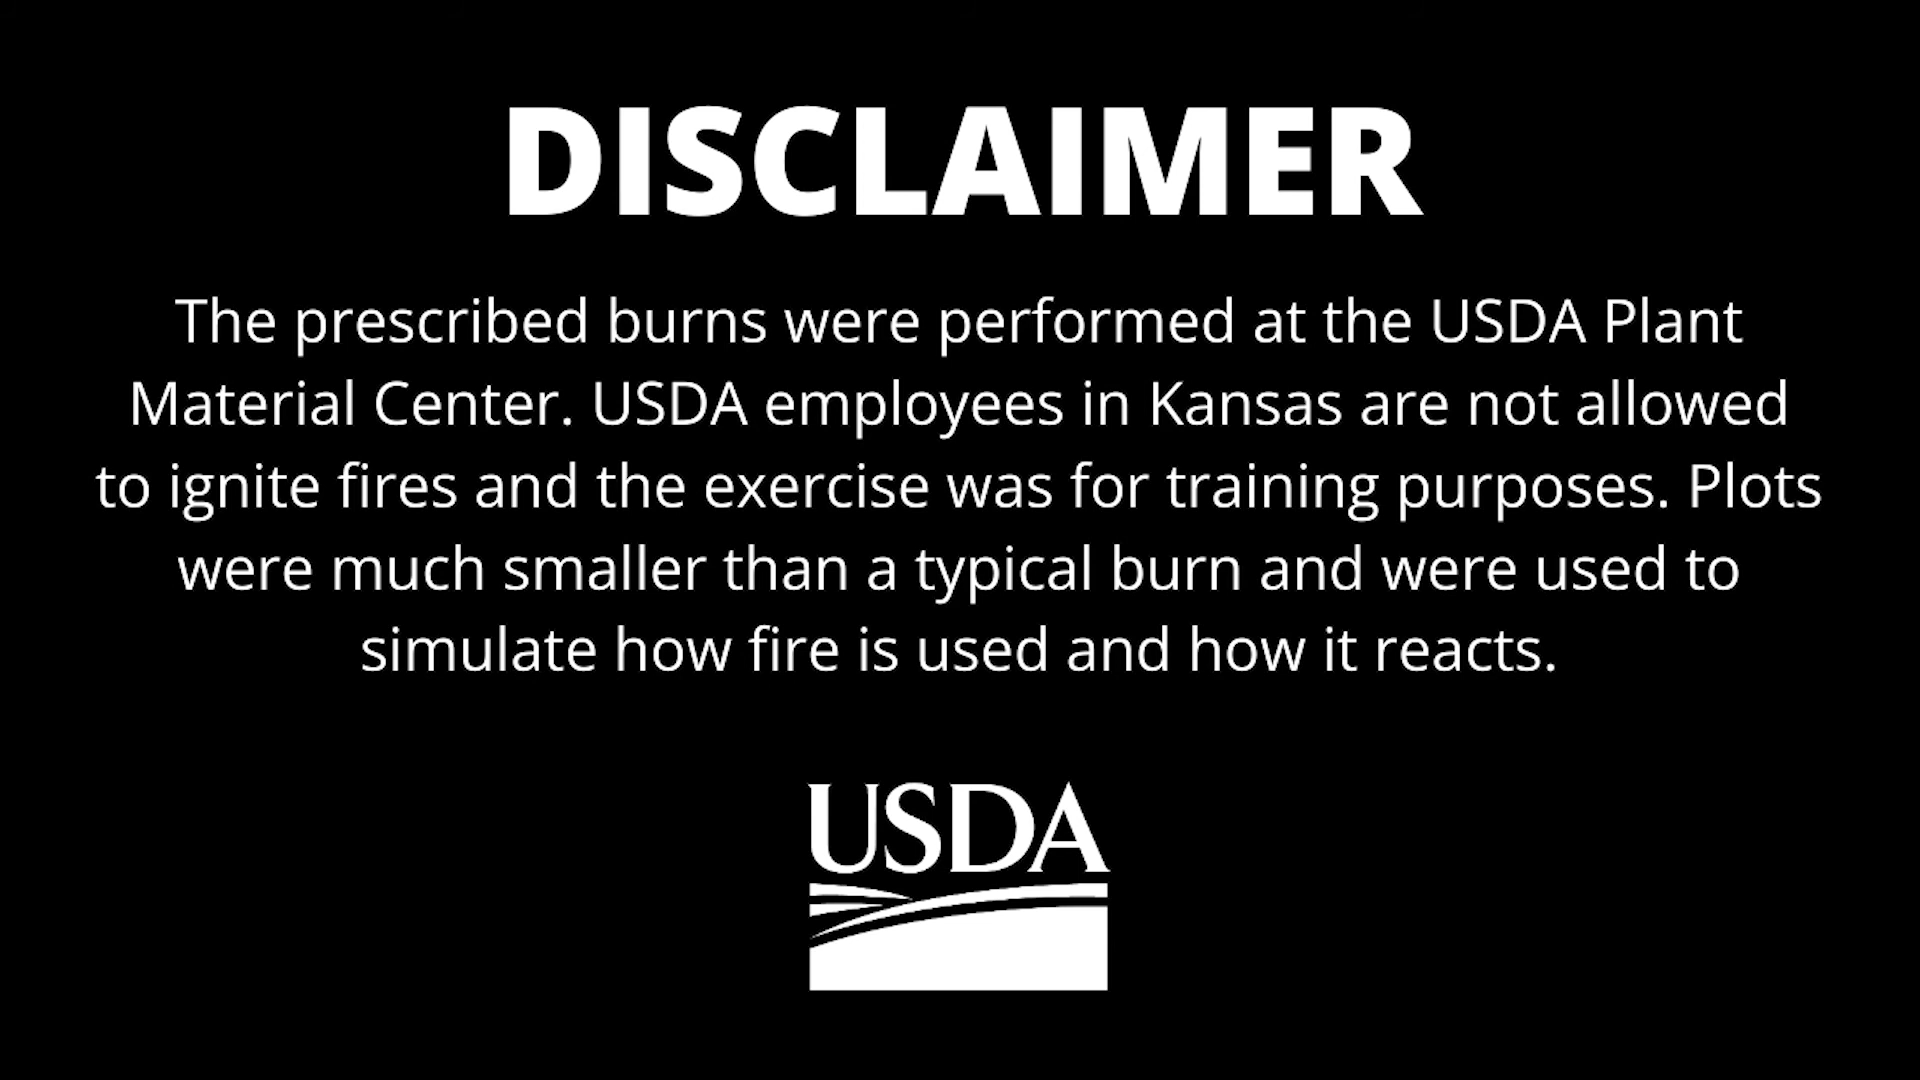 DISCLAIMER
The prescribed burns were performed at the USDA Plant
Material Center. USDA employees in Kansas are not allowed
to ignite fires and the exercise was for training purposes. Plots
were much smaller than a typical burn and were used to
simulate how fire is used and how it reacts.
USDA